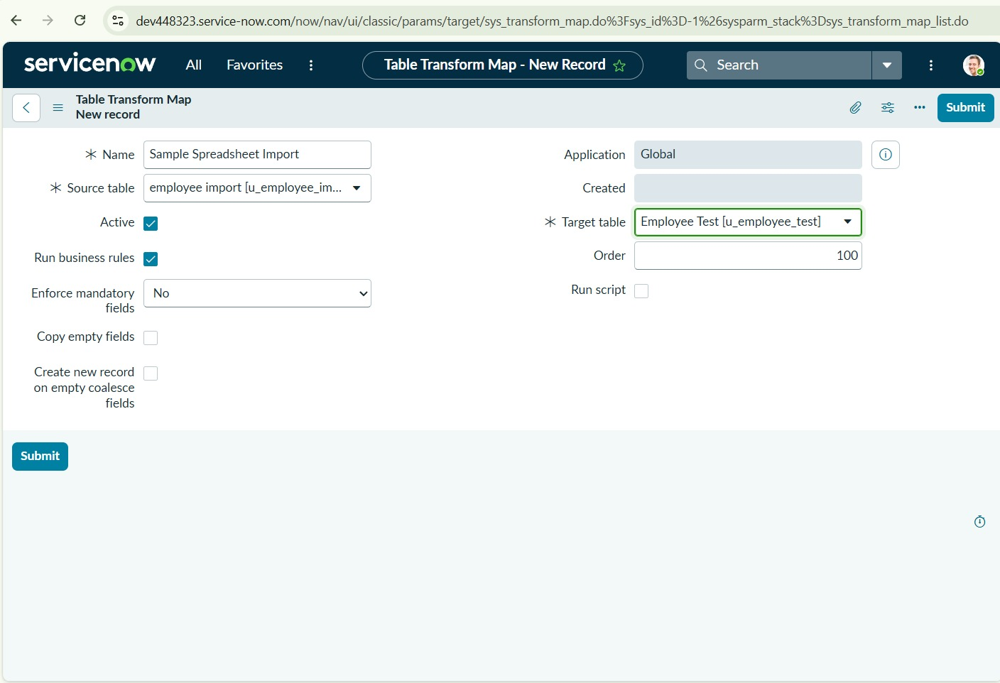 dev448323.service-now.com/now/nav/ui/classic/params/target/sys_transform_map.do%3Fsys_id%3D-1%26sysparm_stack%3Dsys_transform_map_list.do
servicenow All Favorites Table Transform Map - New Record Search
Table Transform Map
New record
Submit
Name Sample Spreadsheet Import
Application Global
Source table employee import [u_employee_im...
Created
Active
Target table Employee Test [u_employee_test]
Run business rules
Order 100
Enforce mandatory
fields
No
Run script
Copy empty fields
Create new record
on empty coalesce
fields
Submit